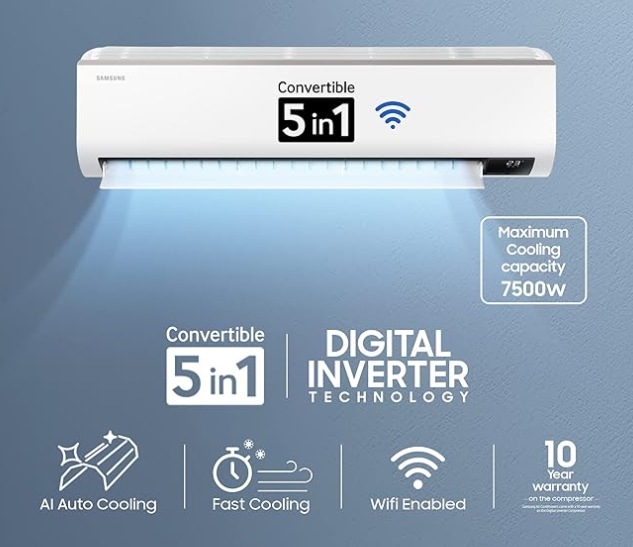 SAMSUNG
Convertible
5 in 1
23°
Maximum
Cooling
capacity
7500W
Convertible
5 in 1
DIGITAL
INVERTER
TECHNOLOGY
AI Auto Cooling
Fast Cooling
Wifi Enabled
10
Year
warranty
on the compressor